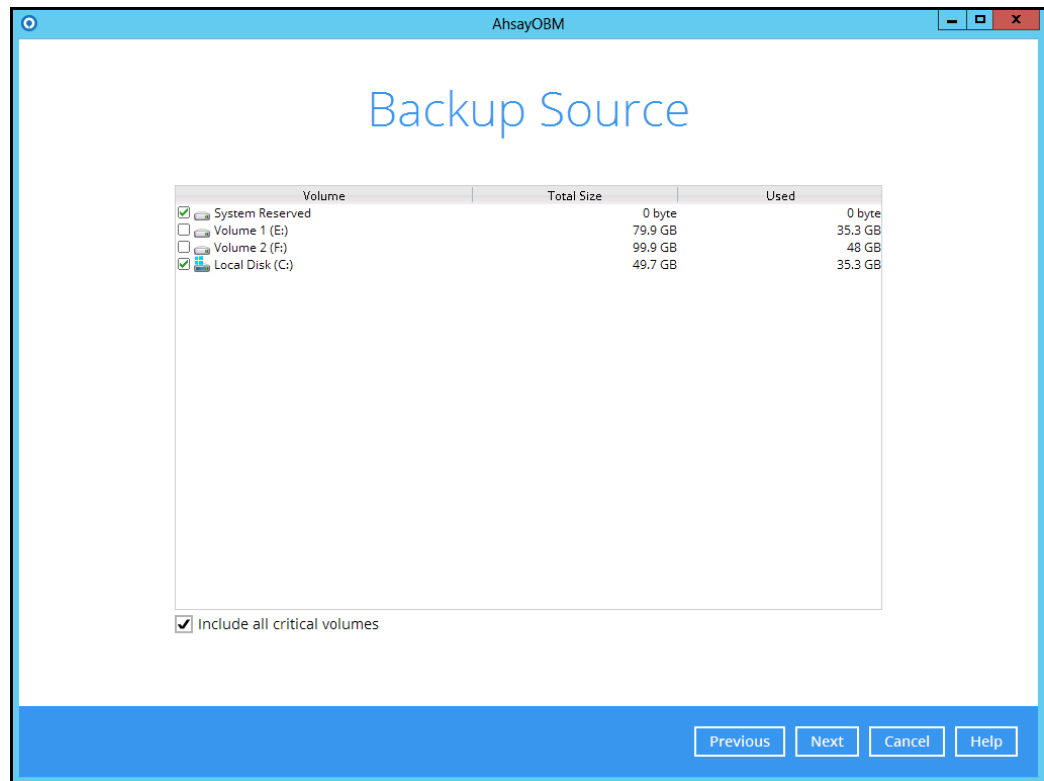 AhsayOBM
Backup Source
Volume Total Size Used
System Reserved 0 byte 0 byte
Volume 1 (E:) 79.9 GB 35.3 GB
Volume 2 (F:) 99.9 GB 48 GB
Local Disk (C:) 49.7 GB 35.3 GB
Include all critical volumes
Previous Next Cancel Help